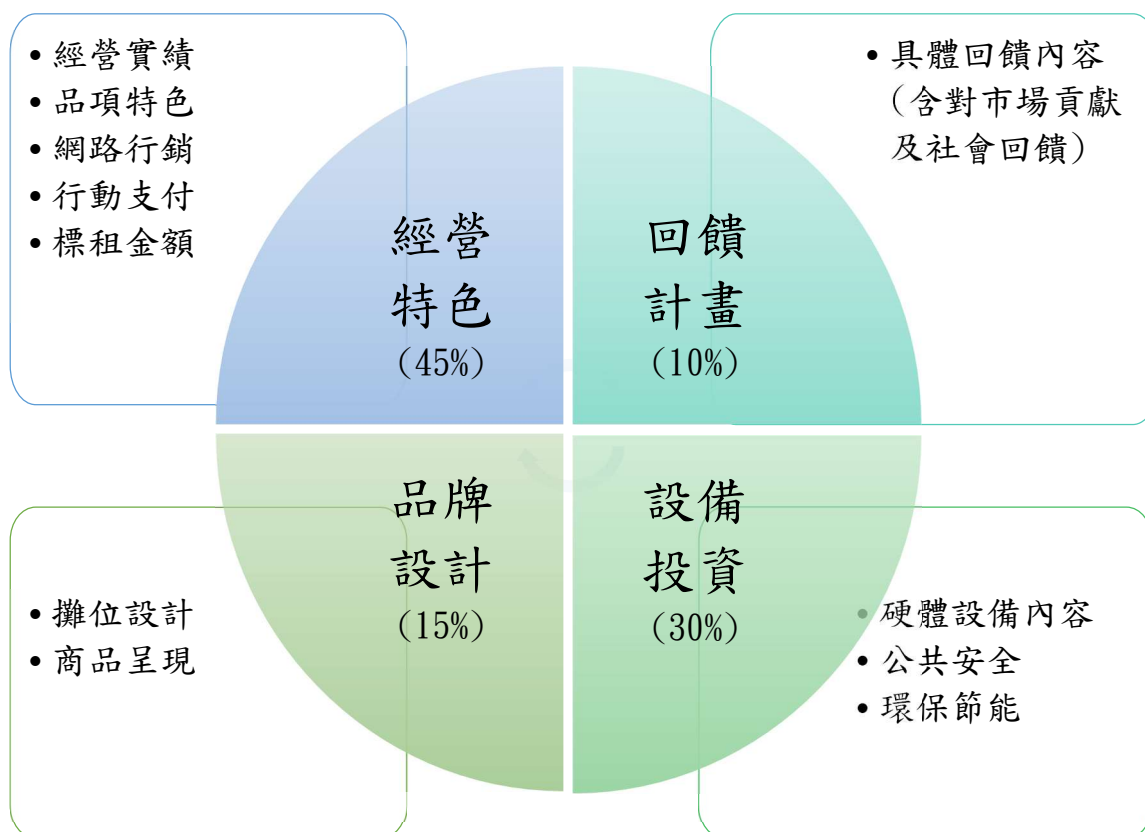 • 經營實績
• 品項特色
• 網路行銷
• 行動支付
• 標租金額
經營
特色
(45%)
回饋
計畫
(10%)
• 具體回饋內容
（含對市場貢獻
及社會回饋）
• 攤位設計
• 商品呈現
品牌
設計
(15%)
設備
投資
(30%)
• 硬體設備內容
• 公共安全
• 環保節能